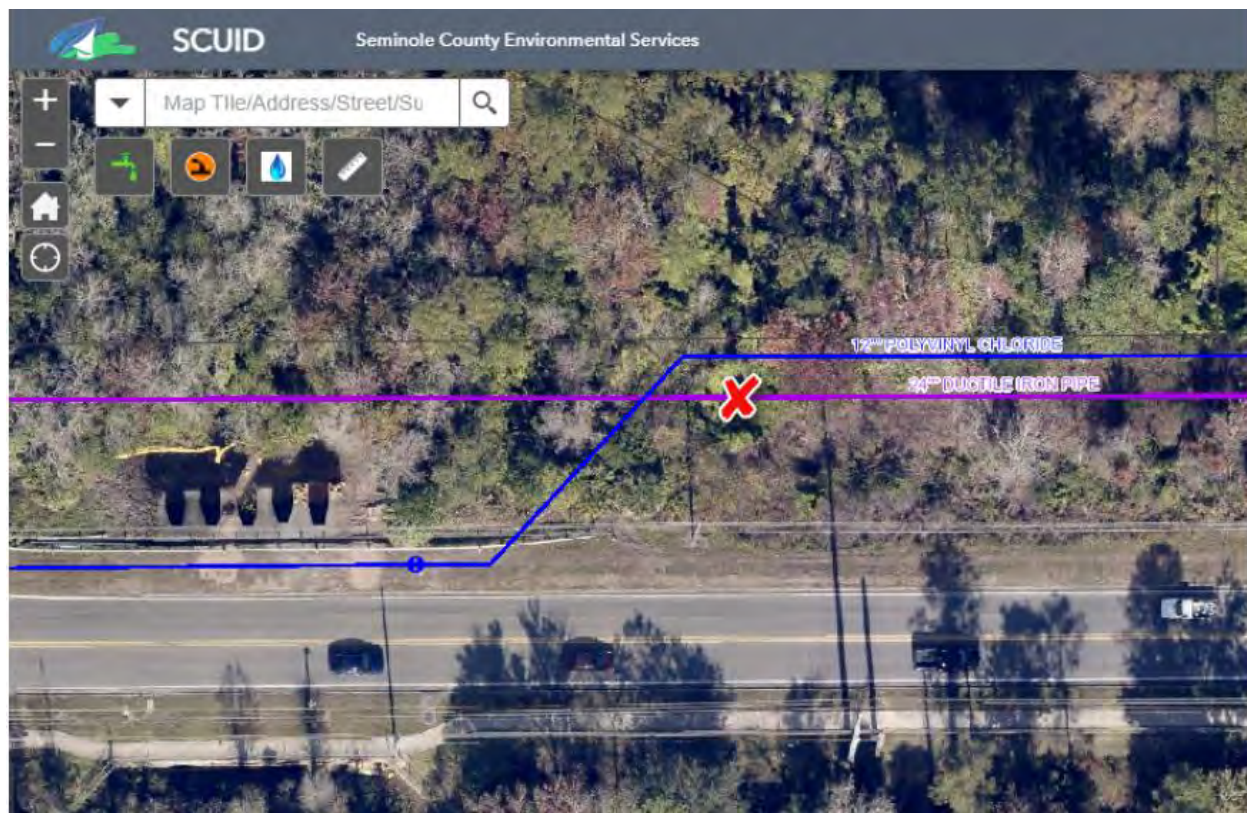 SCUID Seminole County Environmental Services
Map TIle/Address/Street/Su
12"" POLYVINYL CHLORIDE
24"" DUCTILE IRON PIPE